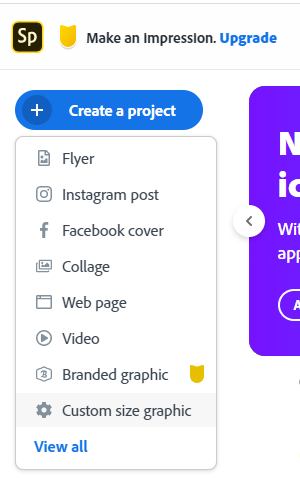 Sp
Make an impression. Upgrade
+ Create a project
Flyer
Instagram post
Facebook cover
Collage
Web page
Video
Branded graphic
Custom size graphic
View all